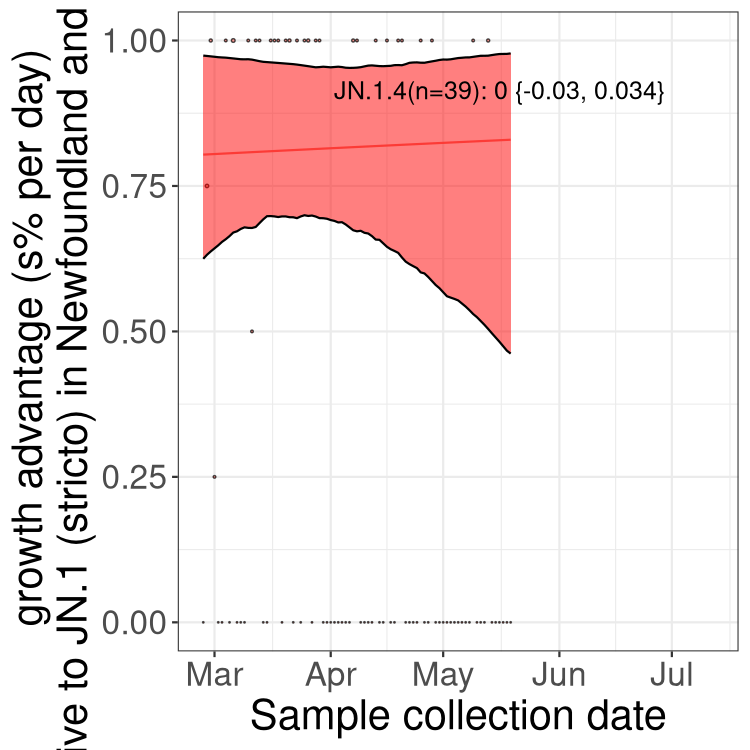 growth advantage (s% per day)
ive to JN.1 (stricto) in Newfoundland and
1.00
0.75
0.50
0.25
0.00
JN.1.4(n=39): 0 {-0.03, 0.034}
Mar Apr May Jun Jul
Sample collection date